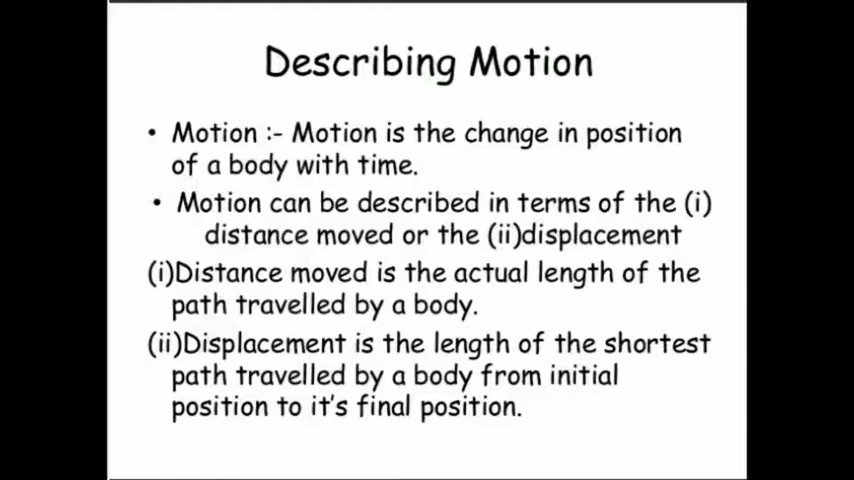 Describing Motion
• Motion :- Motion is the change in position
of a body with time.
• Motion can be described in terms of the (i)
distance moved or the (ii)displacement
(i)Distance moved is the actual length of the
path travelled by a body.
(ii)Displacement is the length of the shortest
path travelled by a body from initial
position to it's final position.